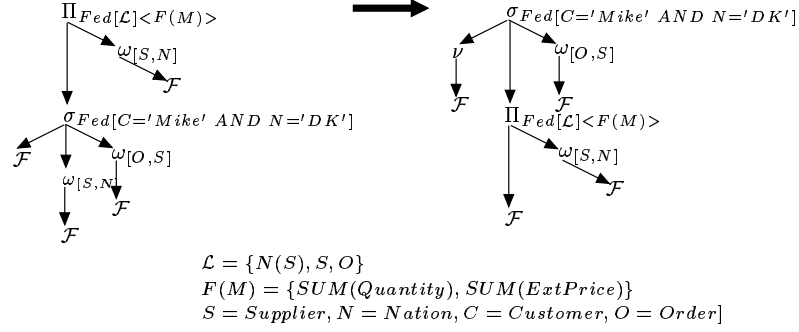 Π_{Fed[ℒ]<F(M)>}
ω_{[S,N]}
ℱ
σ_{Fed[C='Mike' AND N='DK']}
ℱ
ω_{[O,S]}
ω_{[S,N]}
ℱ
ℱ
σ_{Fed[C='Mike' AND N='DK']}
ν
ω_{[O,S]}
ℱ
ℱ
Π_{Fed[ℒ]<F(M)>}
ω_{[S,N]}
ℱ
ℱ
ℒ = {N(S), S, O}
F(M) = {SUM(Quantity), SUM(ExtPrice)}
S = Supplier, N = Nation, C = Customer, O = Order]